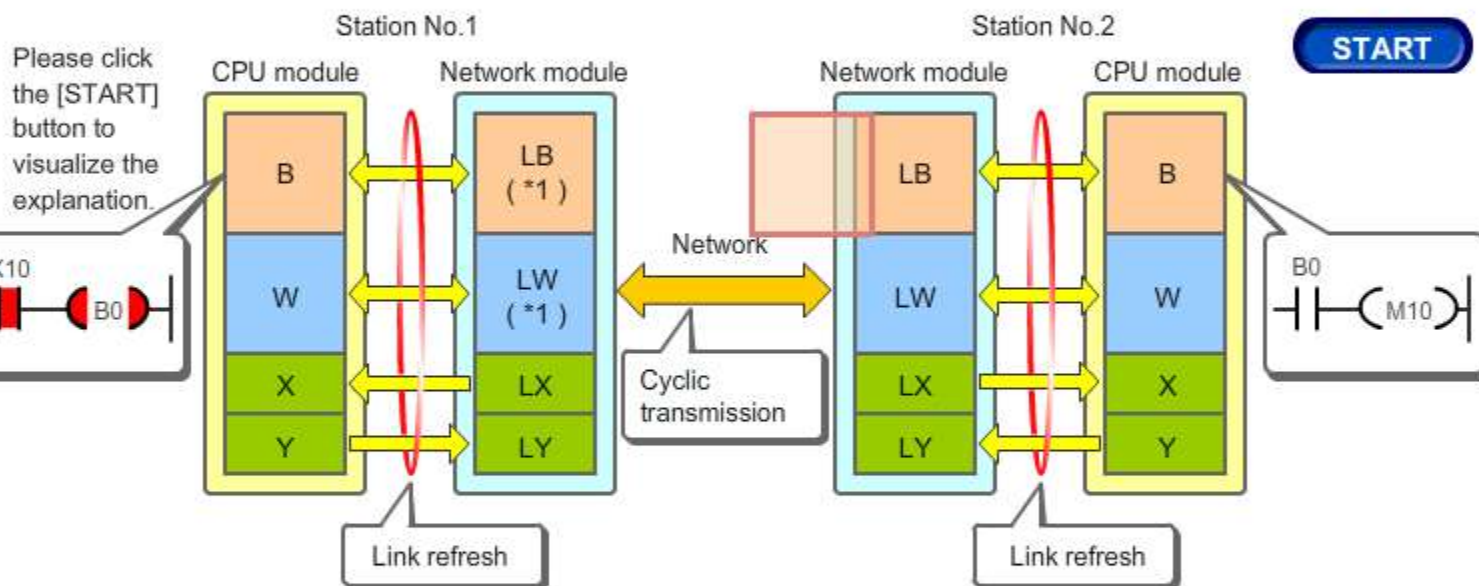 Station No.1
Station No.2
START
Please click
the [START]
button to
visualize the
explanation.
CPU module
Network module
Network module
CPU module
B
LB
( *1 )
LB
B
Network
X10
B0
W
LW
( *1 )
LW
W
B0
M10
X
LX
Cyclic
transmission
LX
X
Y
LY
LY
Y
Link refresh
Link refresh